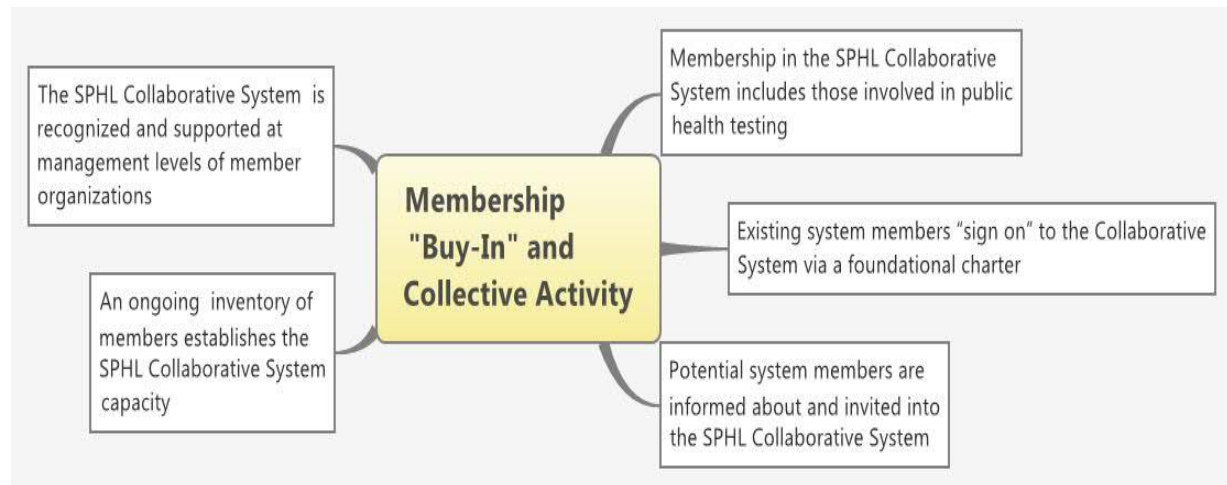 Membership
"Buy-In" and
Collective Activity
Membership in the SPHL Collaborative
System includes those involved in public
health testing
Existing system members “sign on” to the Collaborative
System via a foundational charter
Potential system members are
informed about and invited into
the SPHL Collaborative System
The SPHL Collaborative System is
recognized and supported at
management levels of member
organizations
An ongoing inventory of
members establishes the
SPHL Collaborative System
capacity